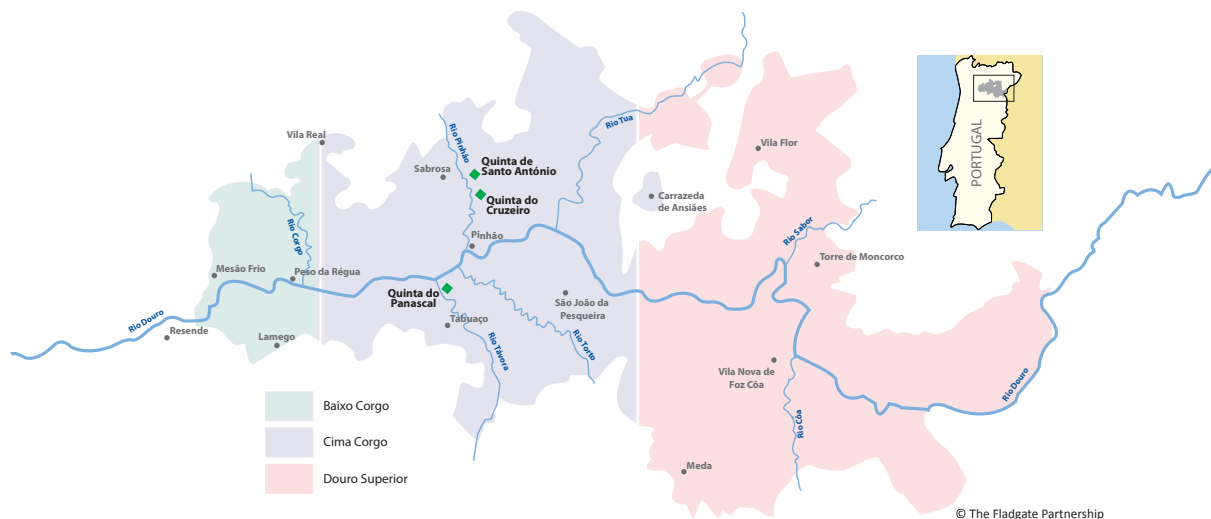 Vila Real
Rio Pinhão
Rio Tua
Sabrosa
Quinta de
Santo António
Quinta do
Cruzeiro
Vila Flor
Carrazeda
de Ansiães
PORTUGAL
Rio Corgo
Pinhão
Rio Sabor
Torre de Moncorco
Mesão Frio
Peso da Régua
Quinta do
Panascal
São João da
Pesqueira
Rio Douro
Resende
Lamego
Tabuaço
Rio Távora
Rio Torto
Vila Nova de
Foz Côa
Rio Côa
Rio Douro
Meda
Baixo Corgo
Cima Corgo
Douro Superior
© The Fladgate Partnership